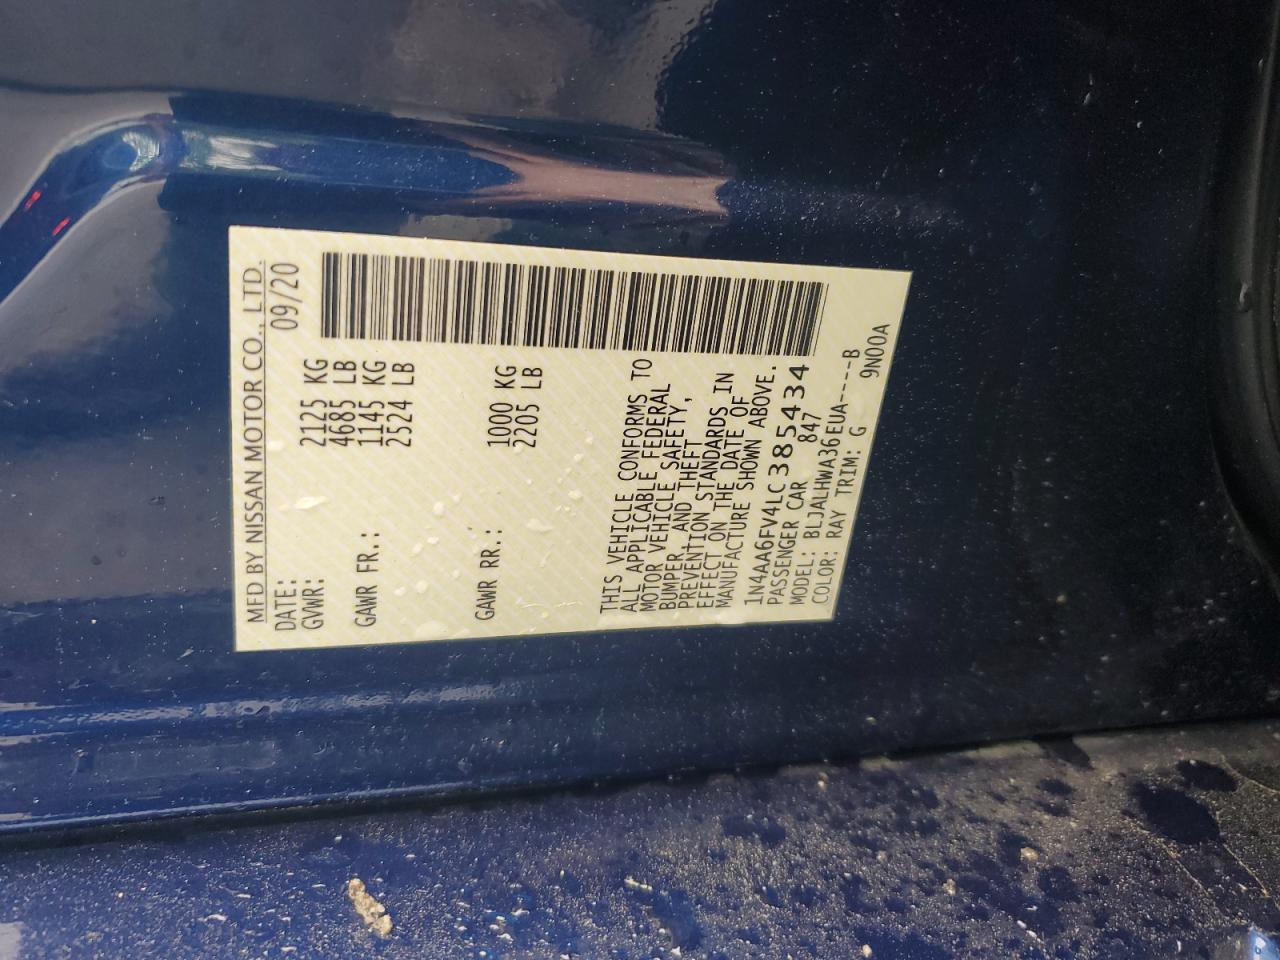 MFD BY NISSAN MOTOR CO., LTD.
DATE: 09/20
GVWR: 2125 KG
4685 LB
GAWR FR.: 1145 KG
2524 LB
GAWR RR.: 1000 KG
2205 LB
THIS VEHICLE CONFORMS TO
ALL APPLICABLE FEDERAL
MOTOR VEHICLE SAFETY,
BUMPER, AND THEFT
PREVENTION STANDARDS IN
EFFECT ON THE DATE OF
MANUFACTURE SHOWN ABOVE.
1N4AA6FV4LC385434
PASSENGER CAR 847
MODEL: BLJALHWA36EUA-----B
COLOR: RAY TRIM: G 9N00A